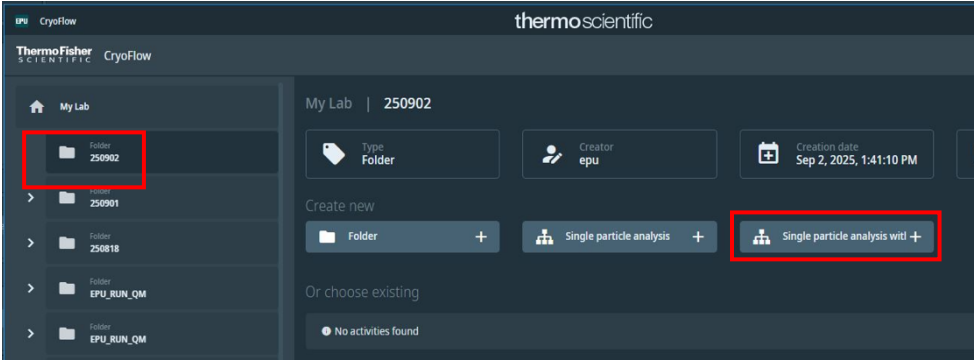 EPU CryoFlow
thermo scientific
ThermoFisher
SCIENTIFIC
CryoFlow
My Lab
Folder
250902
Folder
250901
Folder
250818
Folder
EPU_RUN_QM
Folder
EPU_RUN_QM
My Lab | 250902
Type
Folder
Creator
epu
Creation date
Sep 2, 2025, 1:41:10 PM
Create new
Folder +
Single particle analysis +
Single particle analysis witl +
Or choose existing
No activities found